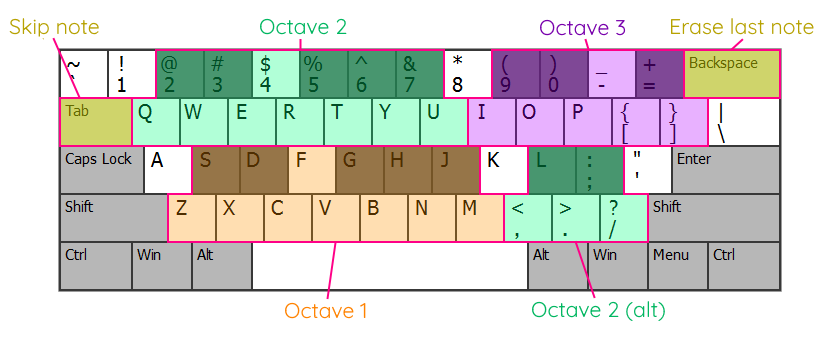 Skip note
Octave 2
Octave 3
Erase last note
~ ! @ # $ % ^ & * ( ) _ + Backspace
` 1 2 3 4 5 6 7 8 9 0 - =
Tab Q W E R T Y U I O P { } |
[ ] \
Caps Lock A S D F G H J K L : " Enter
; '
Shift Z X C V B N M < > ? Shift
, . /
Ctrl Win Alt Alt Win Menu Ctrl
Octave 1
Octave 2 (alt)